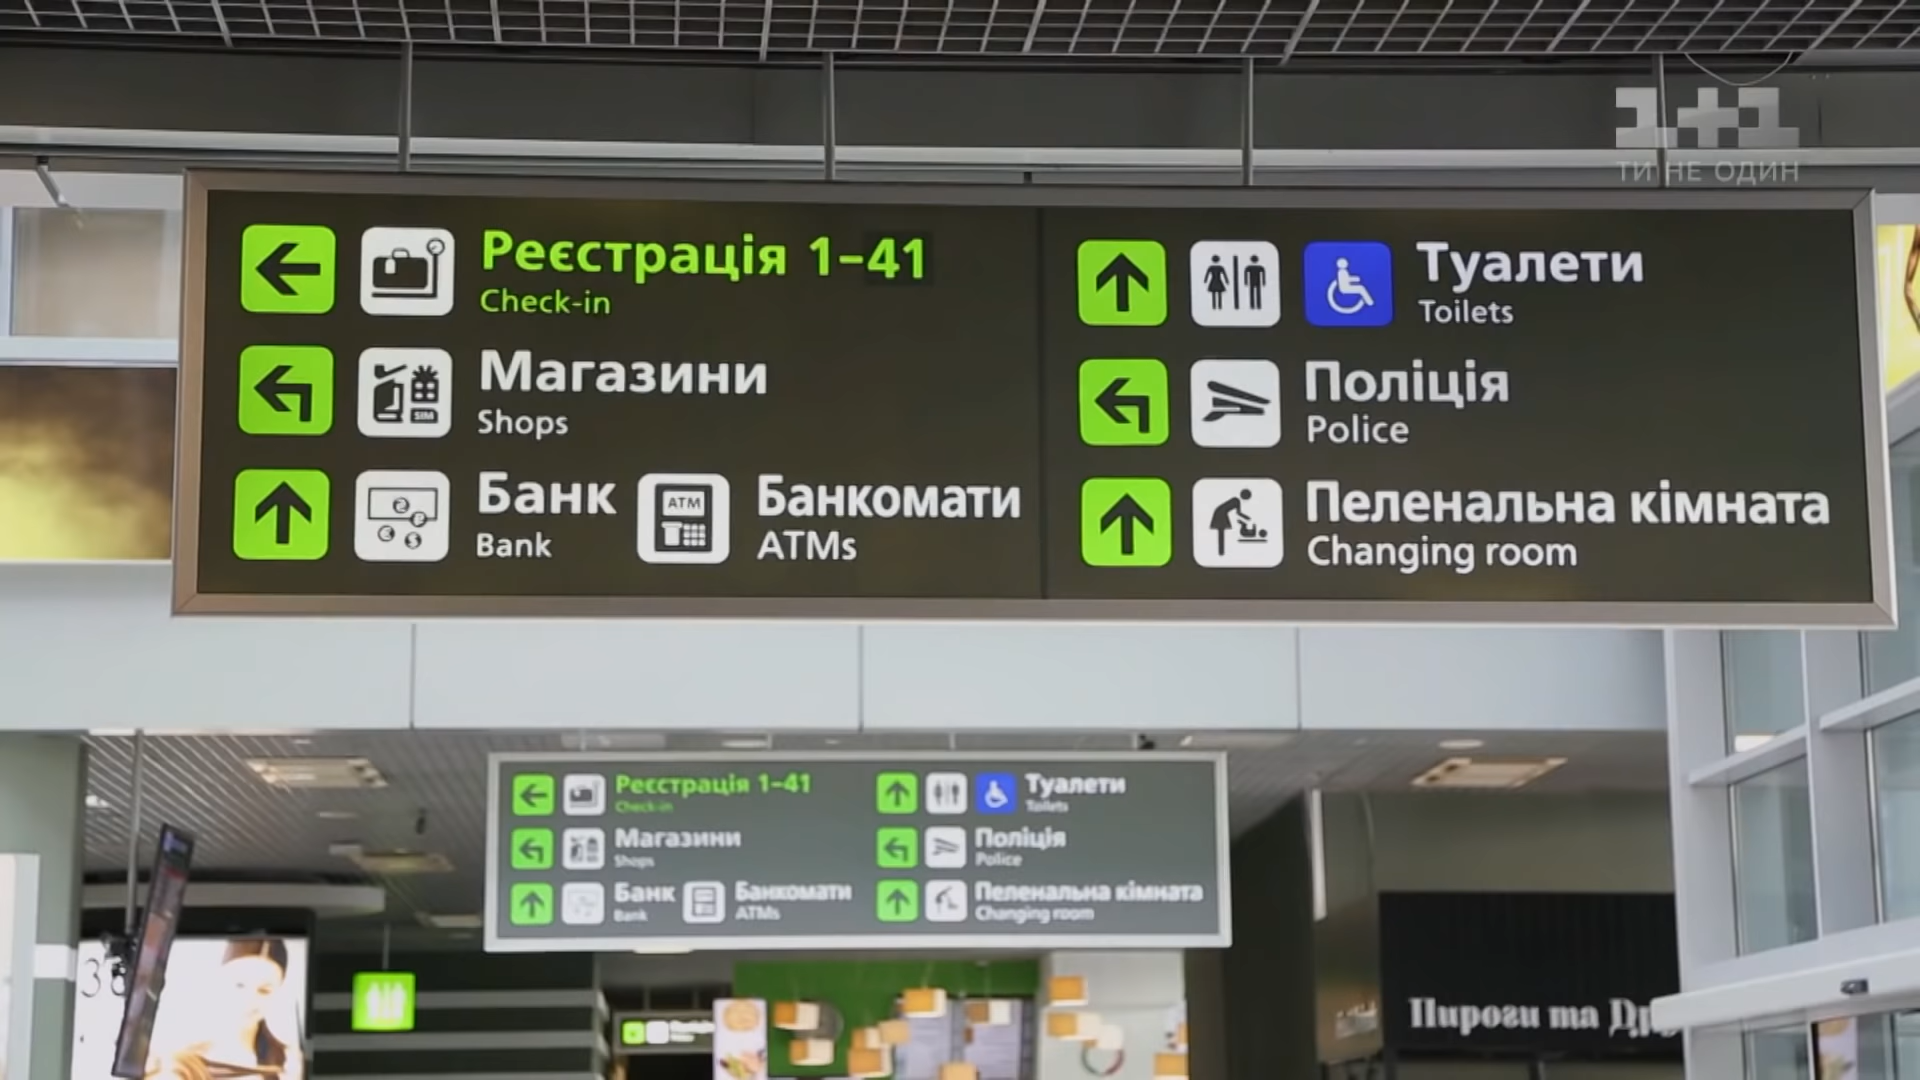 1+1
ТИ НЕ ОДИН
Реєстрація 1–41
Check-in
Магазини
Shops
SIM
Банк
Bank
ATM
Банкомати
ATMs
Туалети
Toilets
Поліція
Police
Пеленальна кімната
Changing room
Реєстрація 1–41
Check-in
Магазини
Shops
Банк
Bank
Банкомати
ATMs
Туалети
Toilets
Поліція
Police
Пеленальна кімната
Changing room
Пироги та